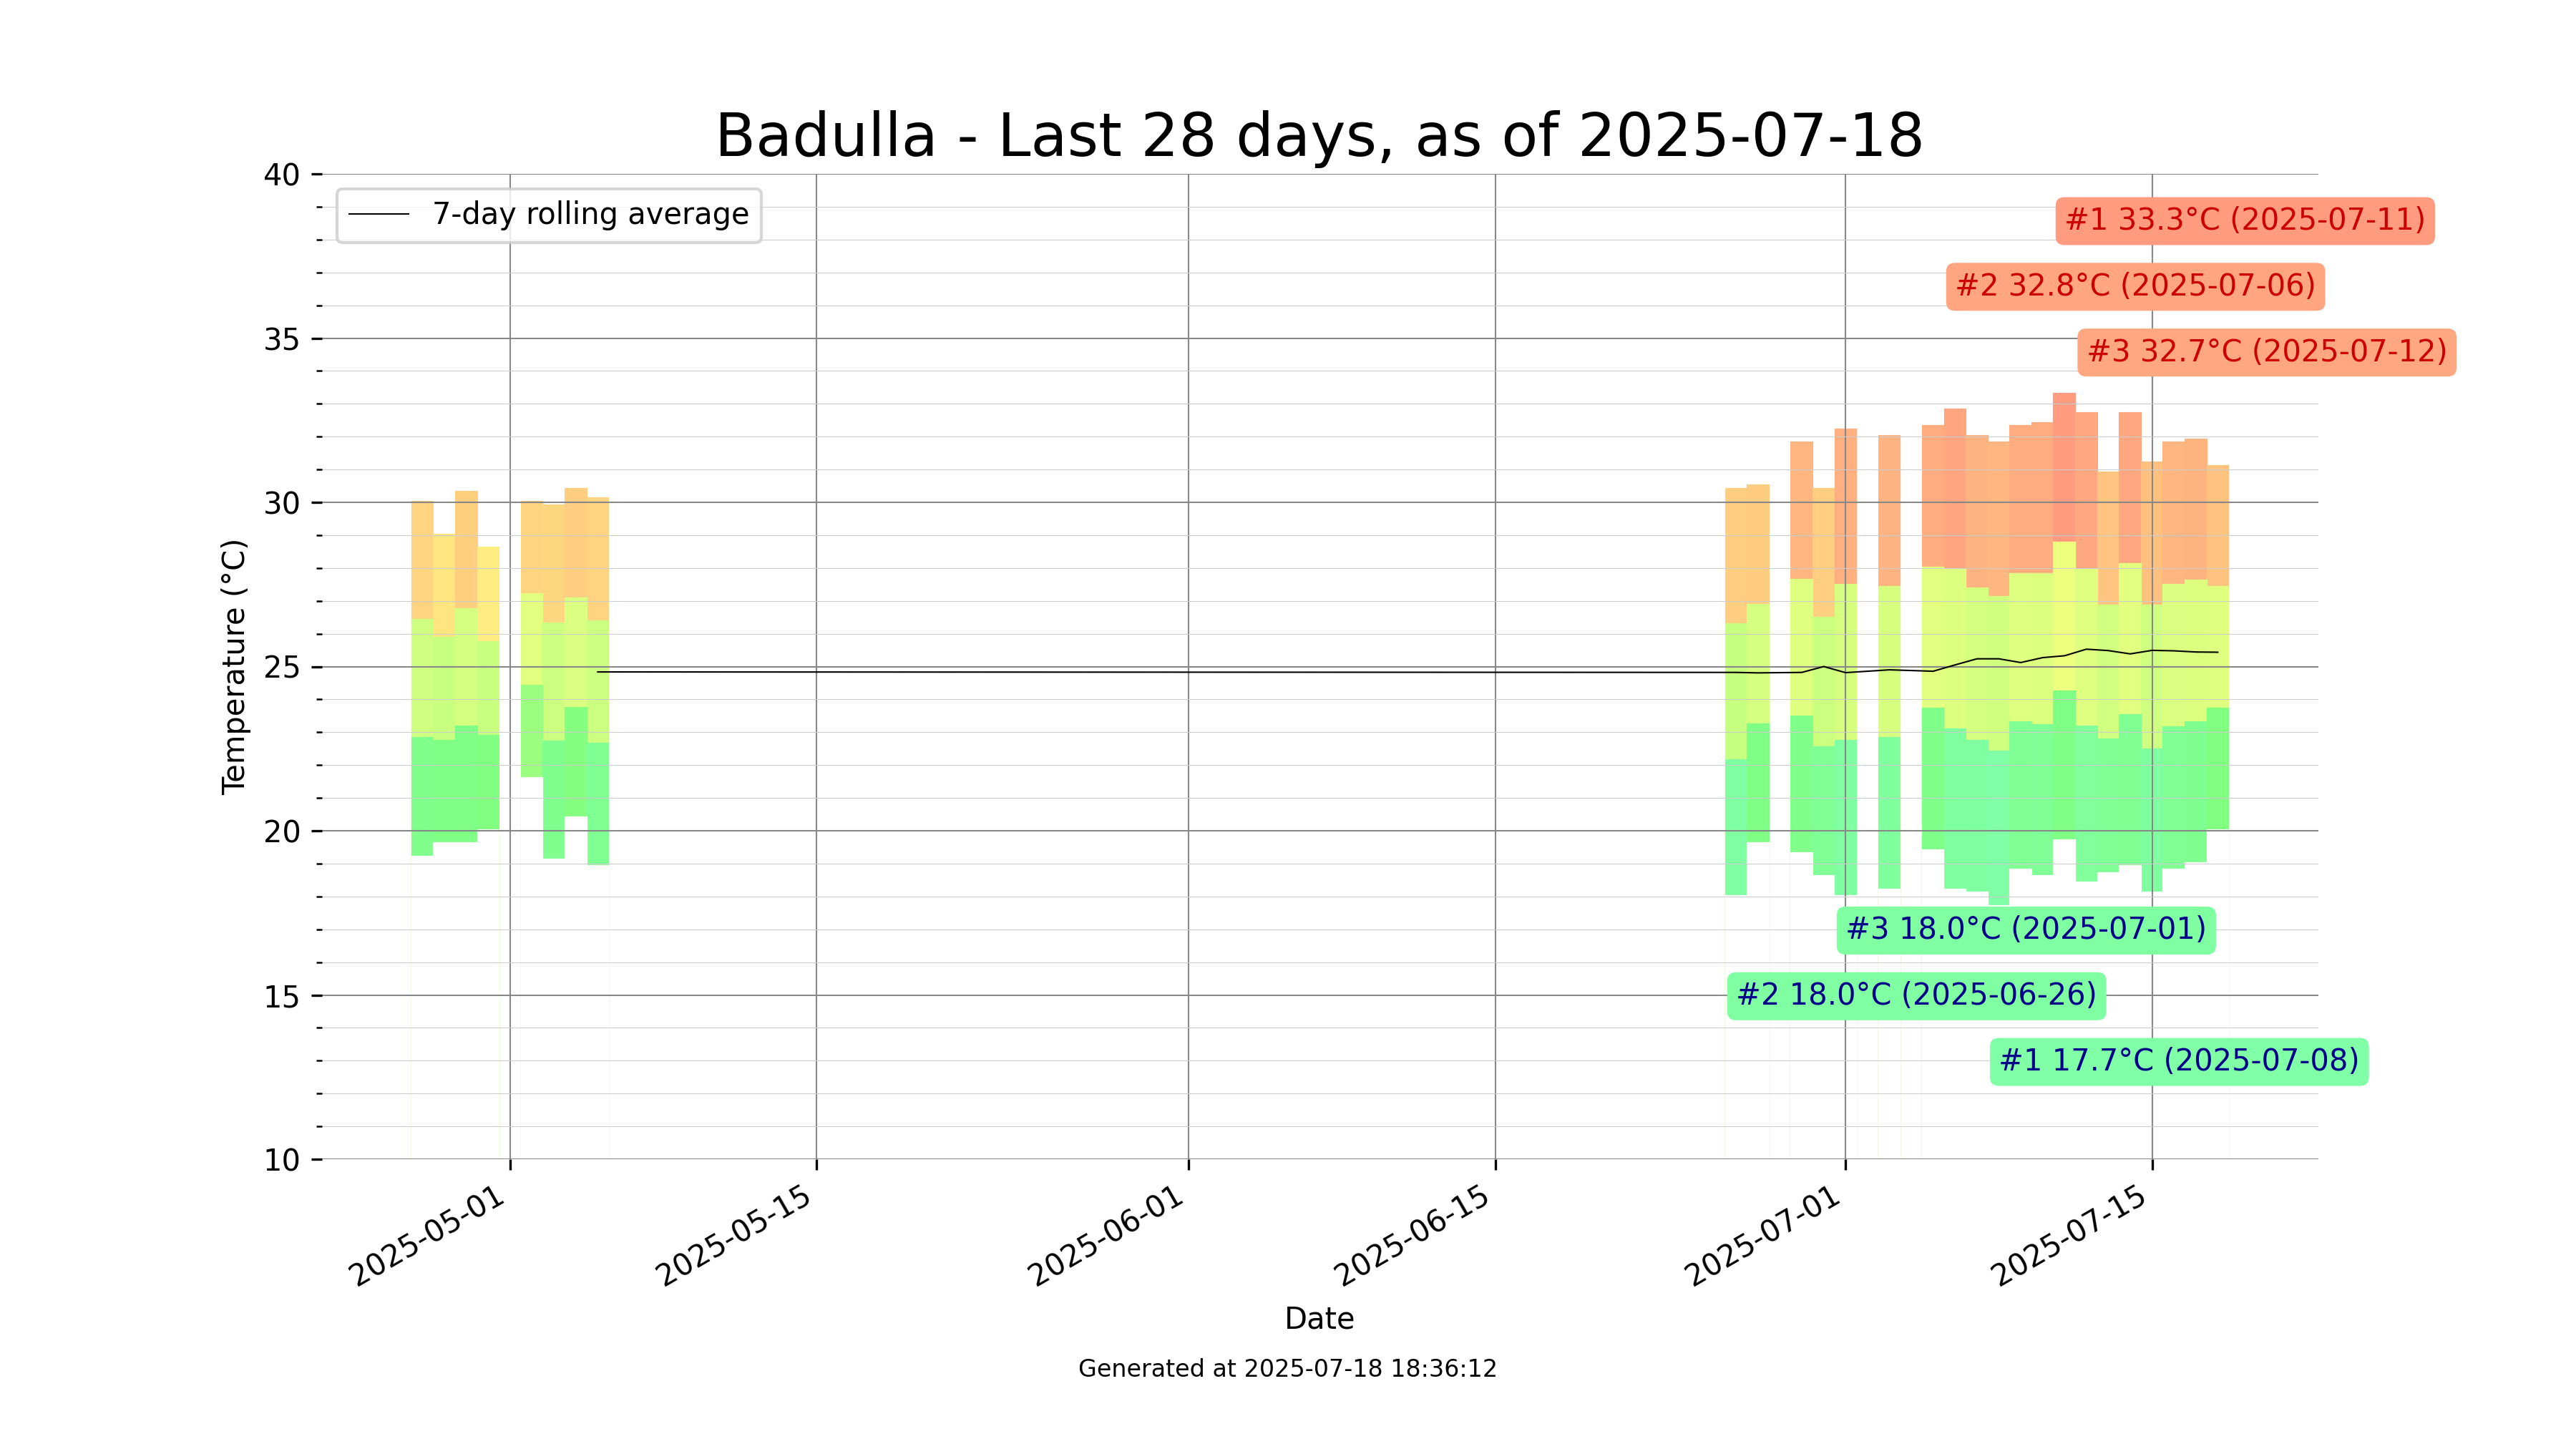 Badulla - Last 28 days, as of 2025-07-18
7-day rolling average
#1 33.3°C (2025-07-11)
#2 32.8°C (2025-07-06)
#3 32.7°C (2025-07-12)
#3 18.0°C (2025-07-01)
#2 18.0°C (2025-06-26)
#1 17.7°C (2025-07-08)
Temperature (°C)
40
35
30
25
20
15
10
2025-05-01
2025-05-15
2025-06-01
2025-06-15
2025-07-01
2025-07-15
Date
Generated at 2025-07-18 18:36:12